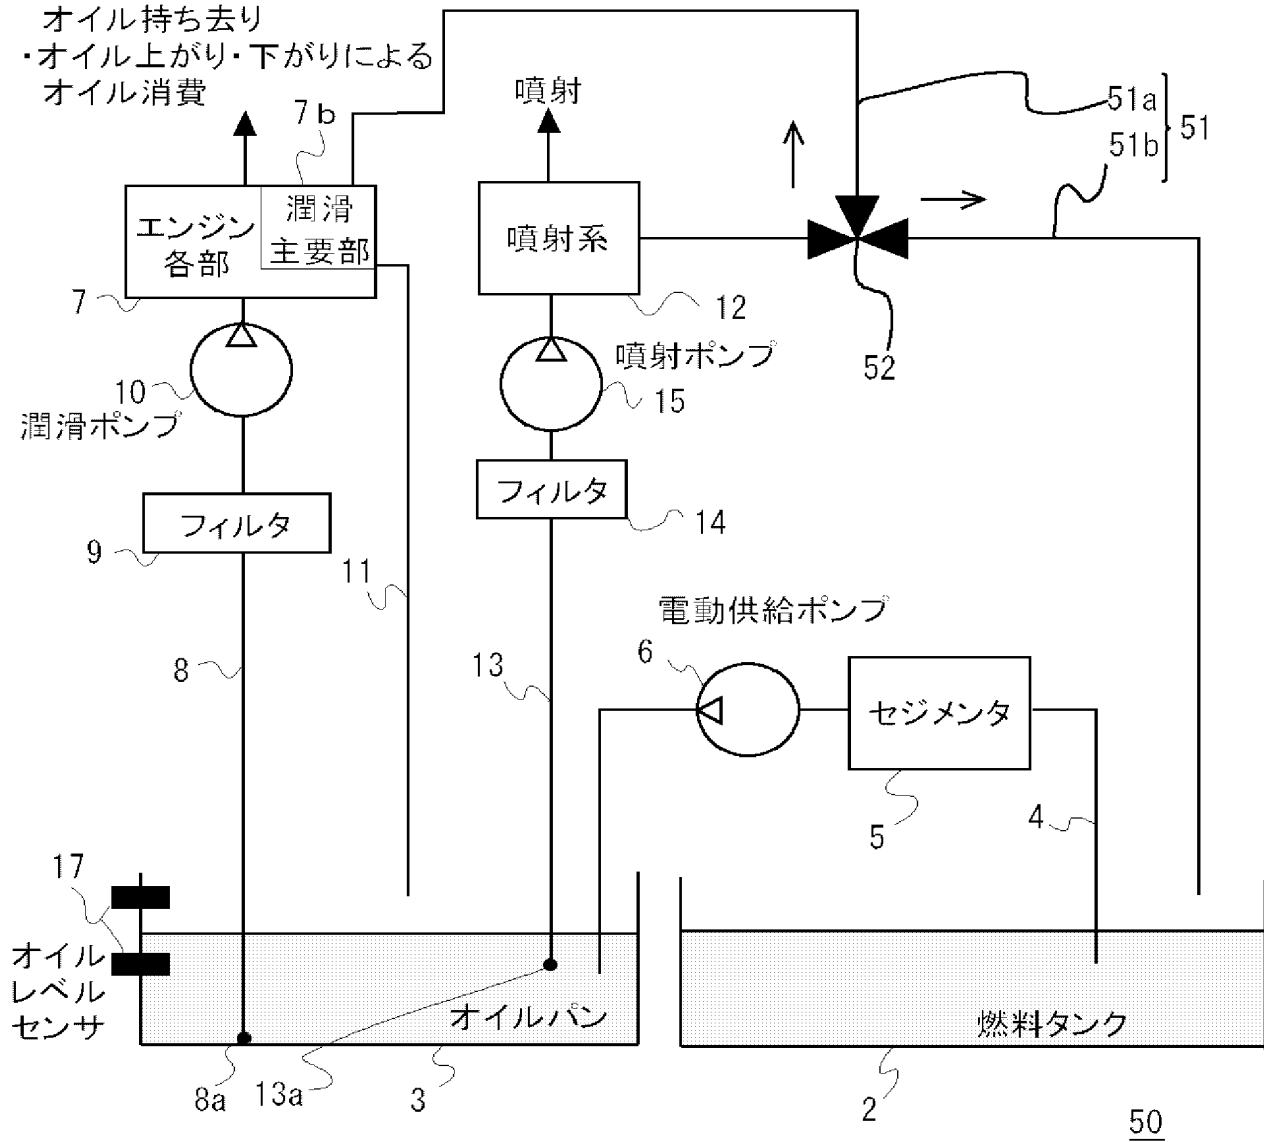 オイル持ち去り
・オイル上がり・下がりによる
オイル消費
7b
噴射
51a
51b
51
エンジン
各部
潤滑
主要部
噴射系
7
12
52
10
潤滑ポンプ
噴射ポンプ
15
フィルタ
9
フィルタ
14
11
電動供給ポンプ
6
8
13
セジメンタ
5
4
17
オイル
レベル
センサ
オイルパン
燃料タンク
8a
13a
3
2
50